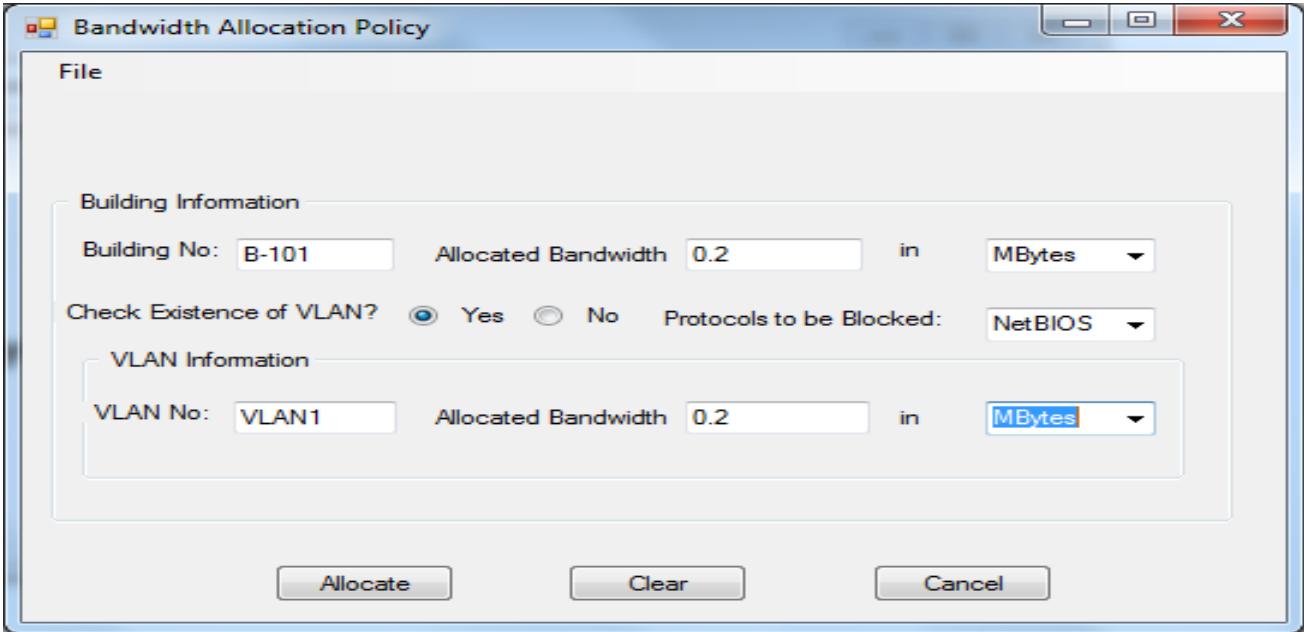 Bandwidth Allocation Policy
File
Building Information
Building No: B-101 Allocated Bandwidth 0.2 in MBytes
Check Existence of VLAN? Yes No Protocols to be Blocked: NetBIOS
VLAN Information
VLAN No: VLAN1 Allocated Bandwidth 0.2 in MBytes
Allocate Clear Cancel